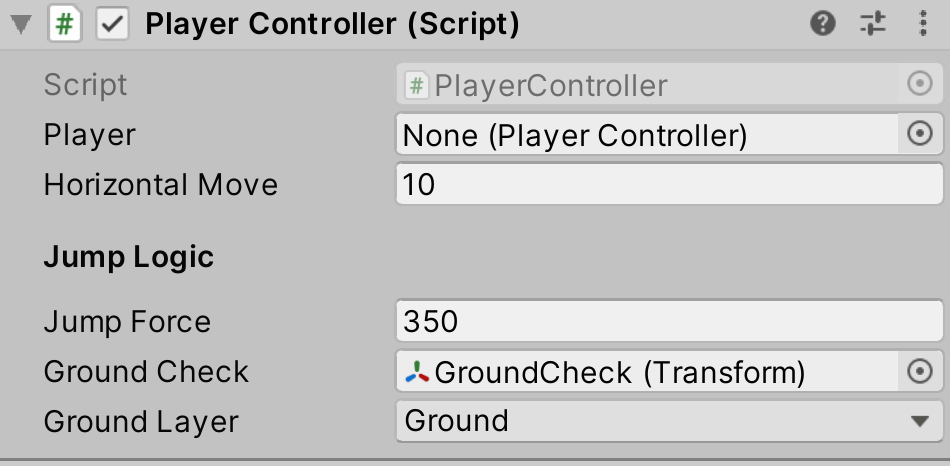 # Player Controller (Script)
Script # PlayerController
Player None (Player Controller)
Horizontal Move 10
Jump Logic
Jump Force 350
Ground Check GroundCheck (Transform)
Ground Layer Ground